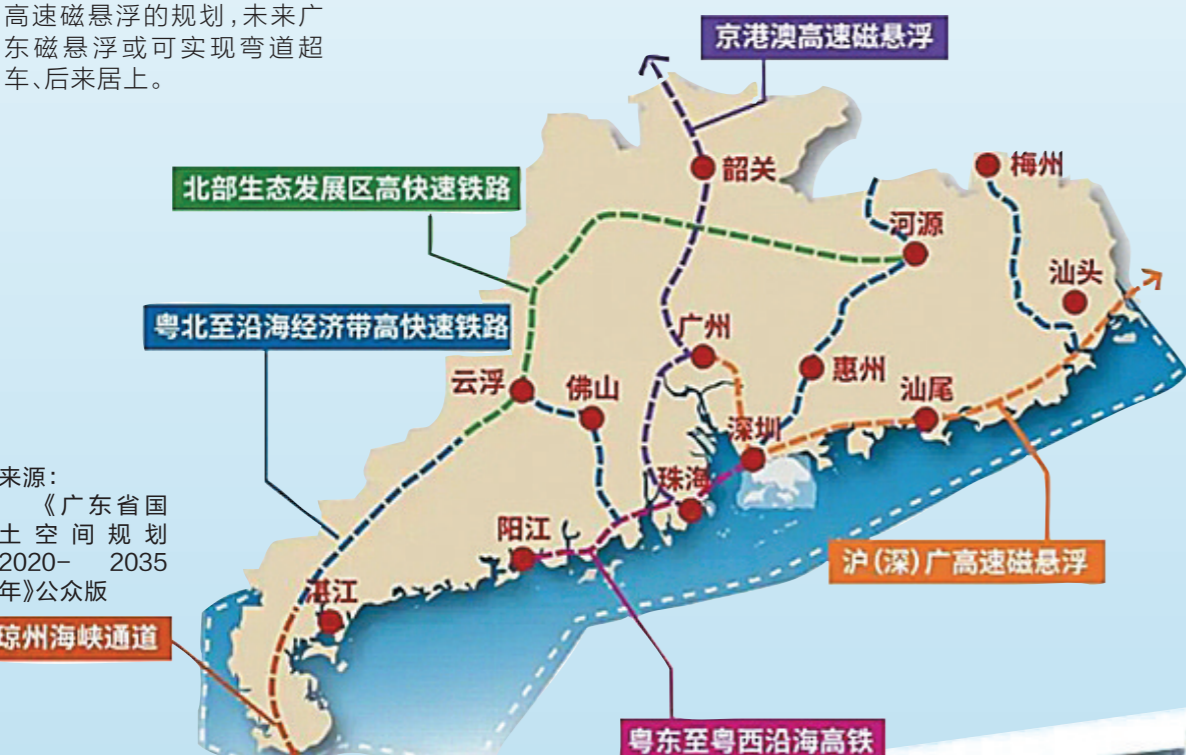 高速磁悬浮的规划,未来广
东磁悬浮或可实现弯道超
车、后来居上。
京港澳高速磁悬浮
韶关
梅州
北部生态发展区高快速铁路
河源
汕头
粤北至沿海经济带高快速铁路
广州
惠州
云浮
佛山
汕尾
深圳
珠海
来源:
《广东省国
土空间规划
2020- 2035
年》公众版
阳江
沪(深)广高速磁悬浮
湛江
琼州海峡通道
粤东至粤西沿海高铁